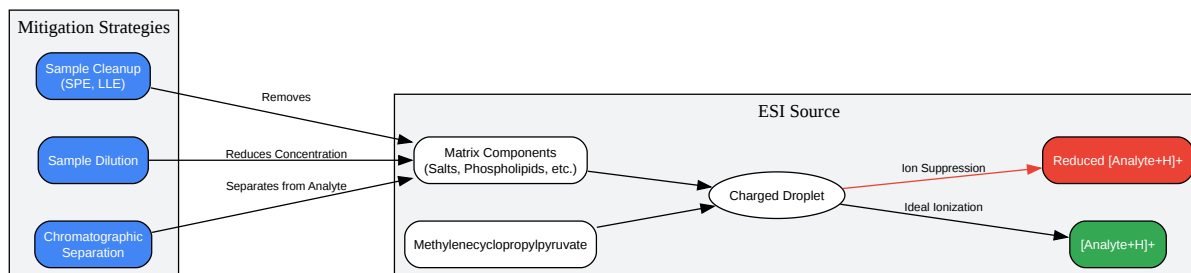 Mitigation Strategies
Sample Cleanup
(SPE, LLE)
Removes
ESI Source
Sample Dilution
Reduces Concentration
Matrix Components
(Salts, Phospholipids, etc.)
Ion Suppression
Reduced [Analyte+H]+
Separates from Analyte
Charged Droplet
Ideal Ionization
Chromatographic
Separation
Methylenecyclopropylpyruvate
[Analyte+H]+